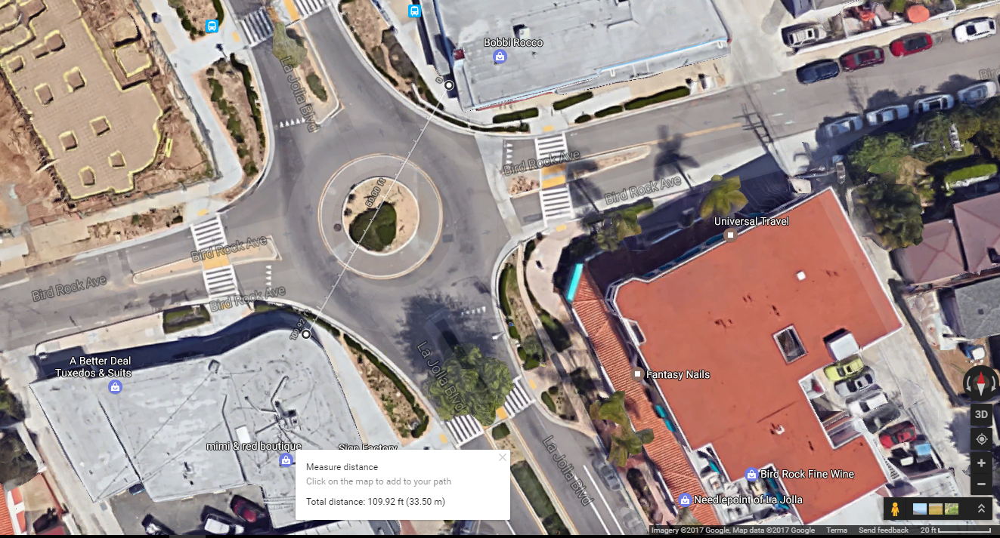 Bobbi Rocco
La Jolla Blvd
0
Bird Rock Ave
Bird Rock Ave
50.00 ft
Universal Travel
Bird Rock Ave
Bird Rock Ave
Bird Rock Ave
109.92
A Better Deal
Tuxedos & Suits
La Jolla Blvd
Fantasy Nails
3D
mimi & red boutique
Sign Factory
La Jolla Blvd
Measure distance
Click on the map to add to your path
Total distance: 109.92 ft (33.50 m)
Bird Rock Fine Wine
Needlepoint of La Jolla
Imagery ©2017 Google, Map data ©2017 Google
Terms
Send feedback
20 ft